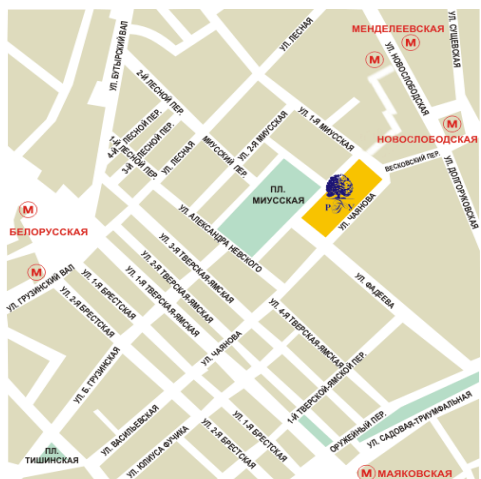 МЕНДЕЛЕЕВСКАЯ
М
М
УЛ. СУЩЕВСКАЯ
УЛ. ЛЕСНАЯ
УЛ. НОВОСЛОБОДСКАЯ
УЛ. БУТЫРСКИЙ ВАЛ
2-Й ЛЕСНОЙ ПЕР.
УЛ. 1-Я МИУССКАЯ
М
НОВОСЛОБОДСКАЯ
4-Й ЛЕСНОЙ ПЕР.
1-Й ЛЕСНОЙ ПЕР.
3-Й ЛЕСНОЙ ПЕР.
УЛ. ЛЕСНАЯ
МИУССКИЙ ПЕР.
УЛ. 2-Я МИУССКАЯ
ВЕСКОВСКИЙ ПЕР.
УЛ. ДОЛГОРУКОВСКАЯ
ПЛ.
МИУССКАЯ
УЛ. ЧАЯНОВА
М
БЕЛОРУССКАЯ
УЛ. АЛЕКСАНДРА НЕВСКОГО
М
УЛ. ГРУЗИНСКИЙ ВАЛ
УЛ. 1-Я БРЕСТСКАЯ
УЛ. 2-Я БРЕСТСКАЯ
УЛ. 3-Я ТВЕРСКАЯ-ЯМСКАЯ
УЛ. 2-Я ТВЕРСКАЯ-ЯМСКАЯ
УЛ. 1-Я ТВЕРСКАЯ-ЯМСКАЯ
УЛ. ФАДЕЕВА
УЛ. 4-Я ТВЕРСКАЯ-ЯМСКАЯ
УЛ. ЧАЯНОВА
УЛ. Б. ГРУЗИНСКАЯ
1-Й ТВЕРСКОЙ-ЯМСКОЙ ПЕР.
УЛ. ВАСИЛЬЕВСКАЯ
УЛ. 1-Я БРЕСТСКАЯ
УЛ. 2-Я БРЕСТСКАЯ
ОРУЖЕЙНЫЙ ПЕР.
УЛ. САДОВАЯ-ТРИУМФАЛЬНАЯ
УЛ. ЮЛИУСА ФУЧИКА
ПЛ.
ТИШИНСКАЯ
М МАЯКОВСКАЯ